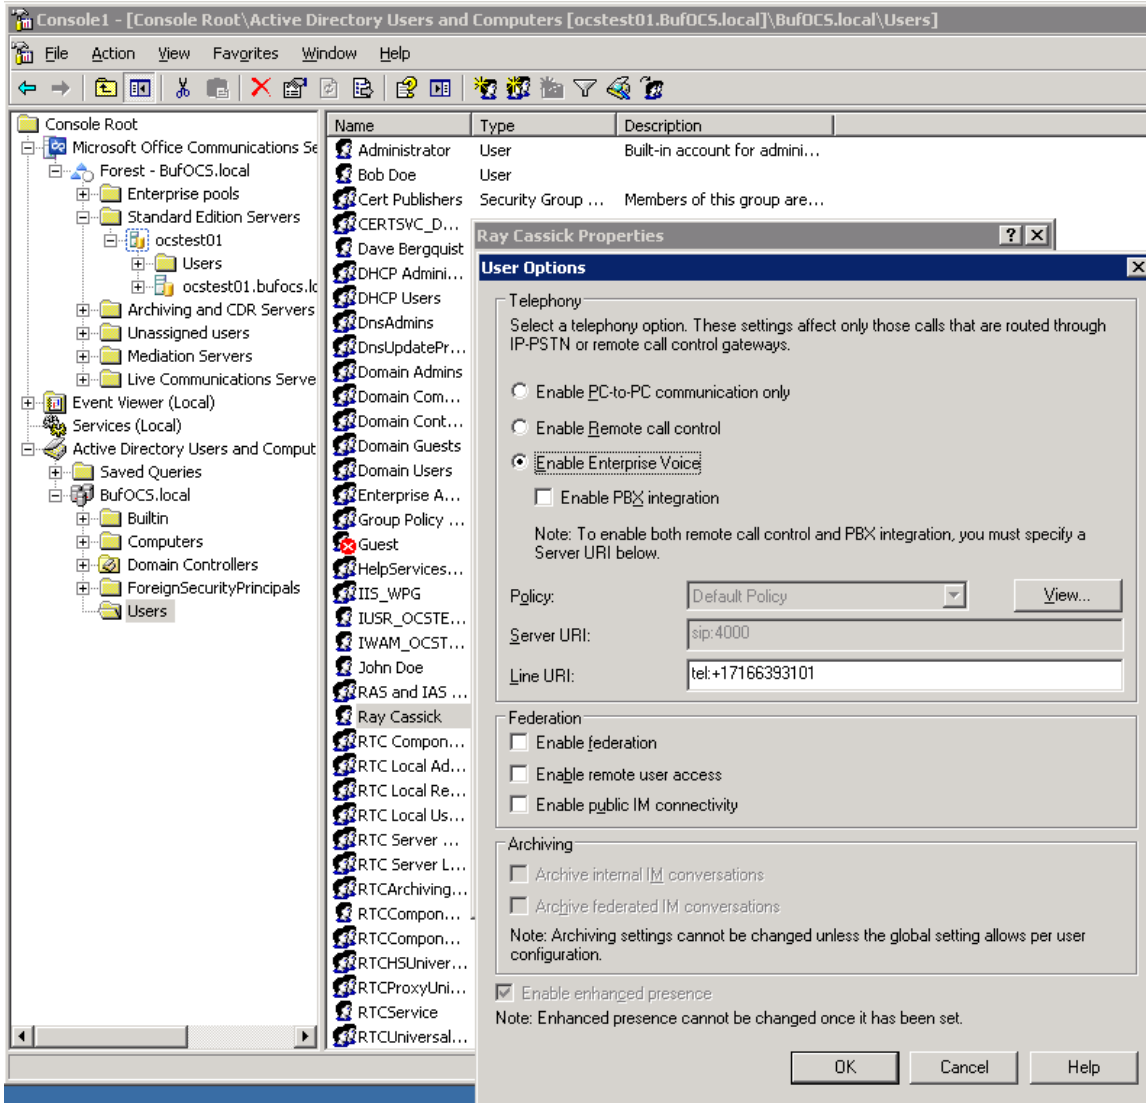 Console1 - [Console Root\Active Directory Users and Computers [ocstest01.BufOCS.local]\BufOCS.local\Users]
File Action View Favorites Window Help
Console Root
Microsoft Office Communications Se
Forest - BufOCS.local
Enterprise pools
Standard Edition Servers
ocstest01
Users
ocstest01.bufocs.lo
Archiving and CDR Servers
Unassigned users
Mediation Servers
Live Communications Serve
Event Viewer (Local)
Services (Local)
Active Directory Users and Comput
Saved Queries
BufOCS.local
Builtin
Computers
Domain Controllers
ForeignSecurityPrincipals
Users
Name Type Description
Administrator User Built-in account for admini...
Bob Doe User
Cert Publishers Security Group ... Members of this group are...
CERTSVC_D...
Dave Bergquist
DHCP Admini...
DHCP Users
DnsAdmins
DnsUpdatePr...
Domain Admins
Domain Com...
Domain Cont...
Domain Guests
Domain Users
Enterprise A...
Group Policy ...
Guest
HelpServices...
IIS_WPG
IUSR_OCSTE...
IWAM_OCST...
John Doe
RAS and IAS ...
Ray Cassick
RTC Compon...
RTC Local Ad...
RTC Local Re...
RTC Local Us...
RTC Server ...
RTC Server L...
RTCArchiving...
RTCCompon...
RTCCompon...
RTCHSUniver...
RTCProxyUni...
RTCService
RTCUniversal...
Ray Cassick Properties
User Options
Telephony
Select a telephony option. These settings affect only those calls that are routed through
IP-PSTN or remote call control gateways.
Enable PC-to-PC communication only
Enable Remote call control
Enable Enterprise Voice
Enable PBX integration
Note: To enable both remote call control and PBX integration, you must specify a
Server URI below.
Policy: Default Policy View...
Server URI: sip:4000
Line URI: tel:+17166393101
Federation
Enable federation
Enable remote user access
Enable public IM connectivity
Archiving
Archive internal IM conversations
Archive federated IM conversations
Note: Archiving settings cannot be changed unless the global setting allows per user
configuration.
Enable enhanced presence
Note: Enhanced presence cannot be changed once it has been set.
OK Cancel Help